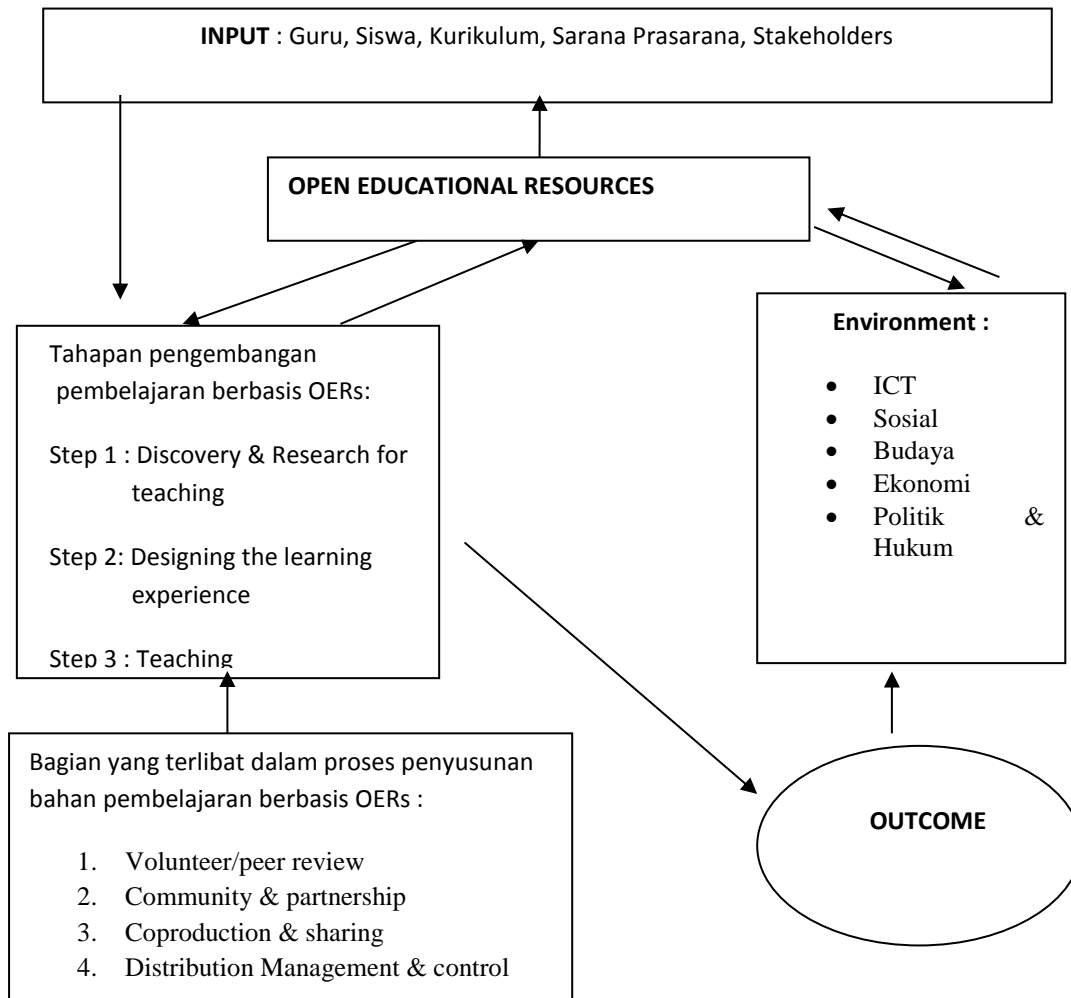 INPUT : Guru, Siswa, Kurikulum, Sarana Prasarana, Stakeholders
OPEN EDUCATIONAL RESOURCES
Tahapan pengembangan
pembelajaran berbasis OERs:
Step 1 : Discovery & Research for
teaching
Step 2: Designing the learning
experience
Step 3 : Teaching
Environment :
• ICT
• Sosial
• Budaya
• Ekonomi
• Politik &
Hukum
Bagian yang terlibat dalam proses penyusunan
bahan pembelajaran berbasis OERs :
1. Volunteer/peer review
2. Community & partnership
3. Coproduction & sharing
4. Distribution Management & control
OUTCOME